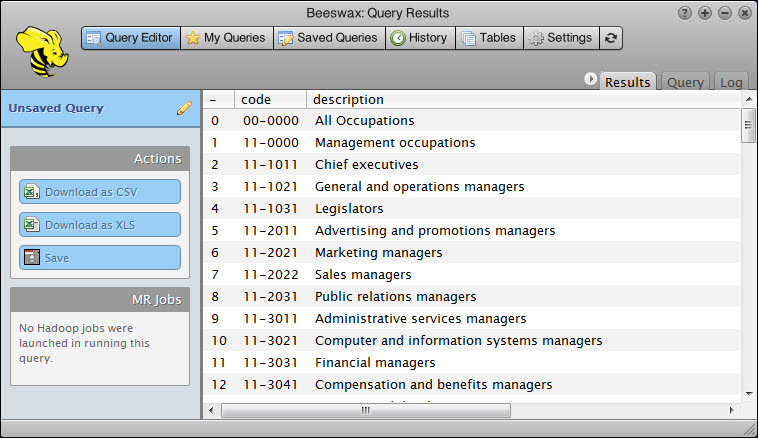 Beeswax: Query Results
Query Editor My Queries Saved Queries History Tables Settings
Results Query Log
Unsaved Query
Actions
Download as CSV
Download as XLS
Save
MR Jobs
No Hadoop jobs were
launched in running this
query.
- code description
0 00-0000 All Occupations
1 11-0000 Management occupations
2 11-1011 Chief executives
3 11-1021 General and operations managers
4 11-1031 Legislators
5 11-2011 Advertising and promotions managers
6 11-2021 Marketing managers
7 11-2022 Sales managers
8 11-2031 Public relations managers
9 11-3011 Administrative services managers
10 11-3021 Computer and information systems managers
11 11-3031 Financial managers
12 11-3041 Compensation and benefits managers